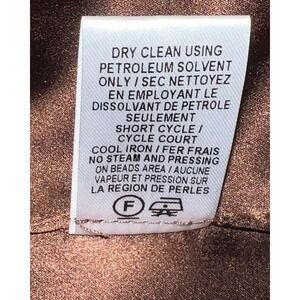 DRY CLEAN USING
PETROLEUM SOLVENT
ONLY / SEC NETTOYEZ
EN EMPLOYANT LE
DISSOLVANT DE PETROLE
SEULEMENT
SHORT CYCLE /
CYCLE COURT
COOL IRON / FER FRAIS
NO STEAM AND PRESSING
ON BEADS AREA / AUCUNE
VAPEUR ET PRESSION SUR
LA REGION DE PERLES
F